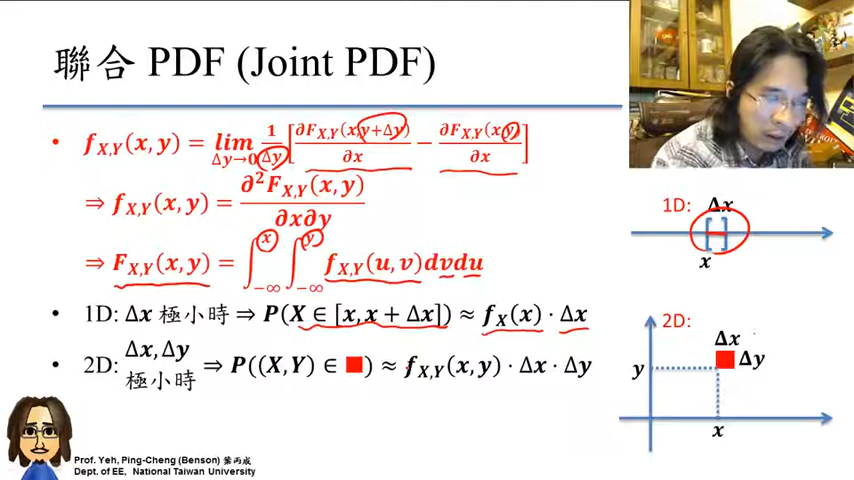 聯合 PDF (Joint PDF)
• f_{X,Y}(x, y) = lim_{Δy→0} 1/Δy [∂F_{X,Y}(x,y+Δy)/∂x − ∂F_{X,Y}(x,y)/∂x]
⇒ f_{X,Y}(x, y) = ∂²F_{X,Y}(x, y)/∂x∂y
⇒ F_{X,Y}(x, y) = ∫_{−∞}^{x} ∫_{−∞}^{y} f_{X,Y}(u, v)dvdu
• 1D: Δx 極小時 ⇒ P(X ∈ [x, x + Δx]) ≈ f_X(x) · Δx
• 2D: Δx, Δy 極小時 ⇒ P((X, Y) ∈ ■) ≈ f_{X,Y}(x, y) · Δx · Δy
1D: Δx
[ ]
x
2D:
Δx
y Δy
x
Prof. Yeh, Ping-Cheng (Benson) 葉丙成
Dept. of EE, National Taiwan University